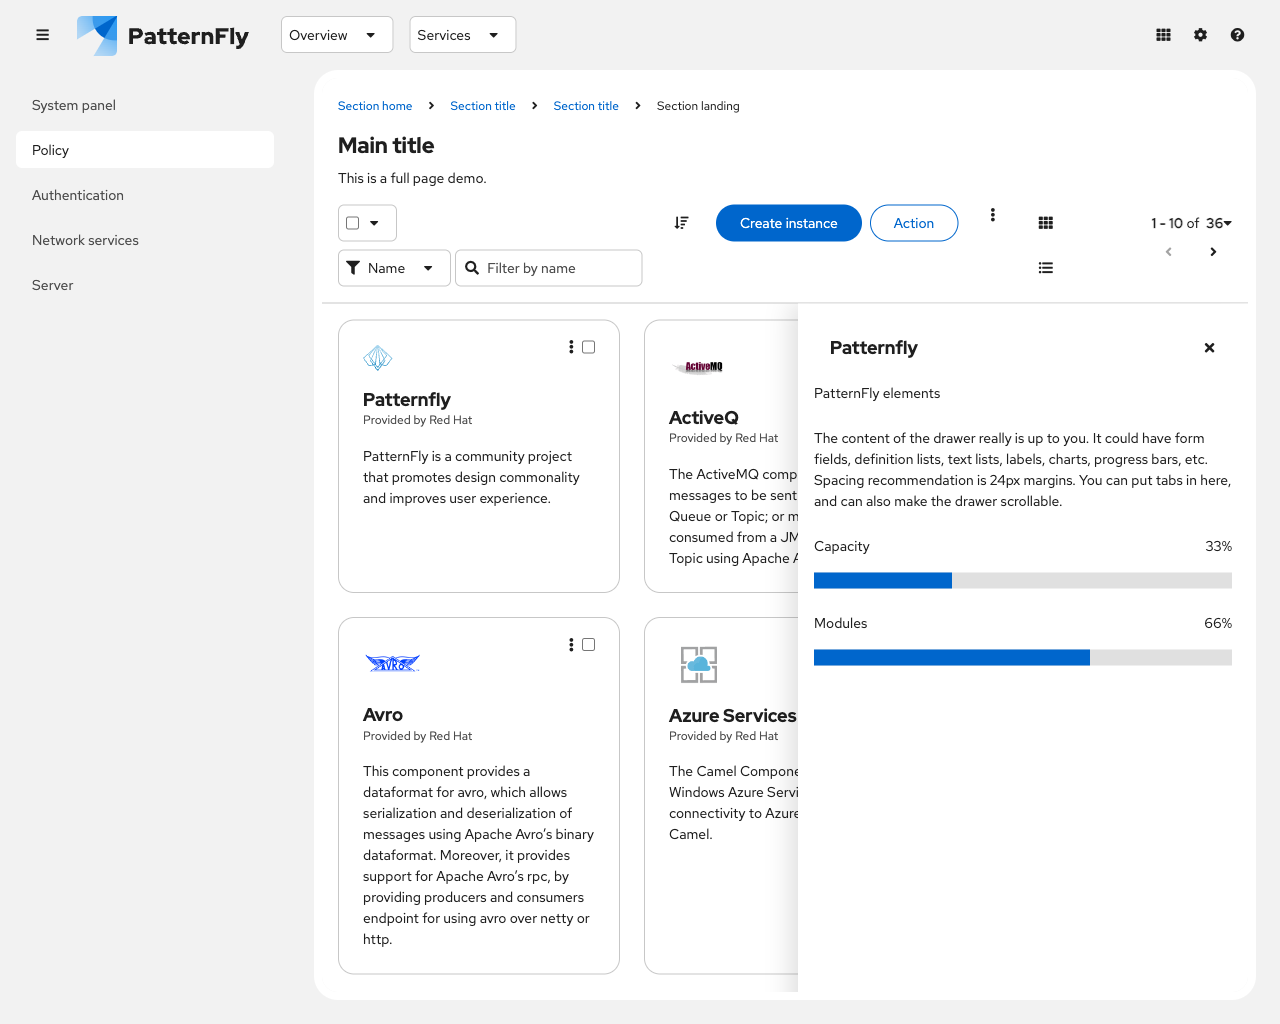 PatternFly
Overview
Services
System panel
Policy
Authentication
Network services
Server
Section home
Section title
Section title
Section landing
Main title
This is a full page demo.
Create instance
Action
1 - 10 of 36
Name
Filter by name
Patternfly
Provided by Red Hat
PatternFly is a community project
that promotes design commonality
and improves user experience.
ActiveMQ
ActiveQ
Provided by Red Hat
The ActiveMQ comp
messages to be sent
Queue or Topic; or m
consumed from a JM
Topic using Apache A
AVRO
Avro
Provided by Red Hat
This component provides a
dataformat for avro, which allows
serialization and deserialization of
messages using Apache Avro’s binary
dataformat. Moreover, it provides
support for Apache Avro’s rpc, by
providing producers and consumers
endpoint for using avro over netty or
http.
Azure Services
Provided by Red Hat
The Camel Compone
Windows Azure Servi
connectivity to Azure
Camel.
Patternfly
PatternFly elements
The content of the drawer really is up to you. It could have form
fields, definition lists, text lists, labels, charts, progress bars, etc.
Spacing recommendation is 24px margins. You can put tabs in here,
and can also make the drawer scrollable.
Capacity
33%
Modules
66%